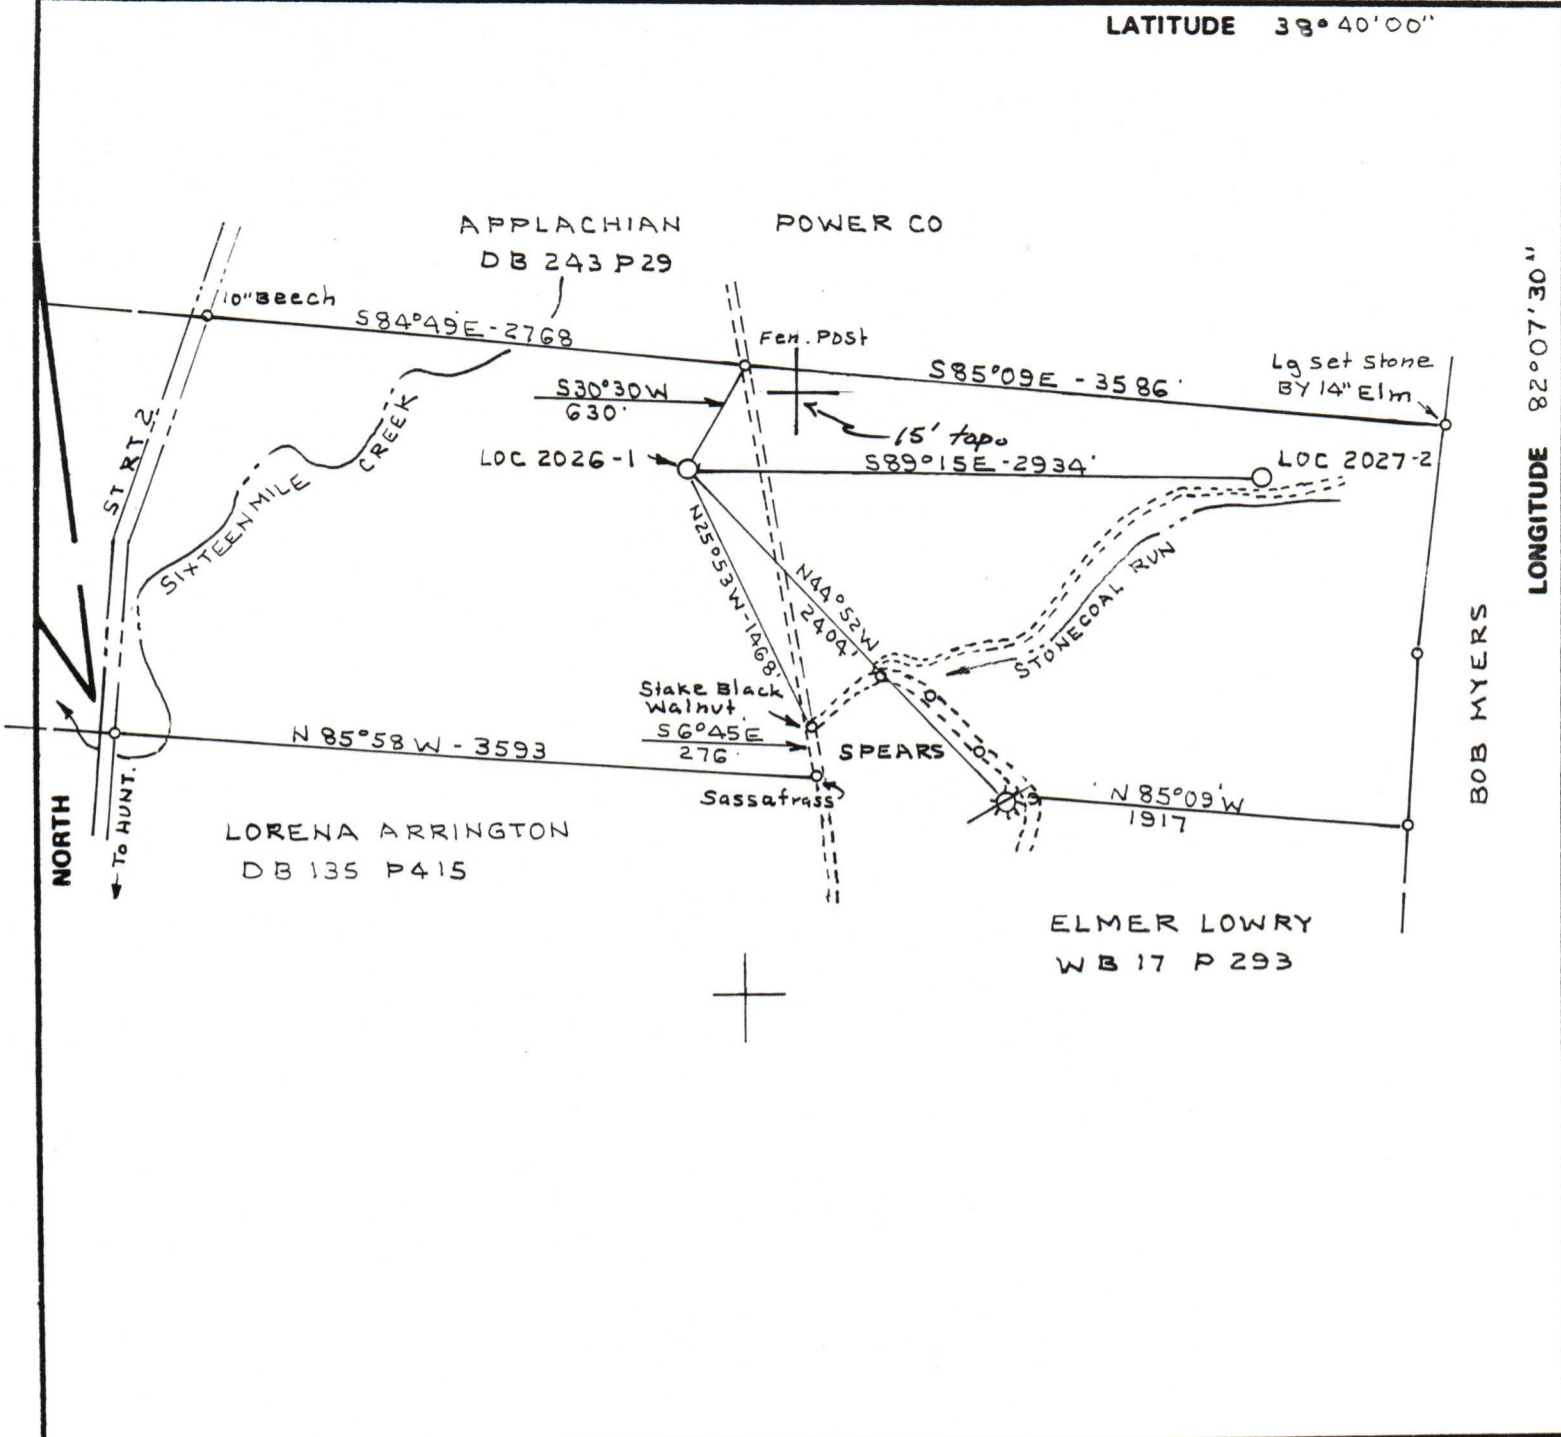 LATITUDE 38°40'00"
APPLACHIAN POWER CO
DB 243 P29
10" Beech
S84°49'E - 2768
Fen. Post
S85°09E - 3586'
Lg set stone
BY 14" Elm
LONGITUDE 82°07'30"
S30°30W
630'
15' topo
ST RT 2
SIXTEENMILE CREEK
LOC 2026-1
S89°15E - 2934'
LOC 2027-2
N25°53W - 1468'
N44°52W
2404'
STONECOAL RUN
BOB MYERS
Stake Black
Walnut
S6°45'E
276'
SPEARS
N 85°58 W - 3593
Sassafrass
N 85°09'W
1917
NORTH
To HUNT.
LORENA ARRINGTON
DB 135 P415
ELMER LOWRY
WB 17 P 293